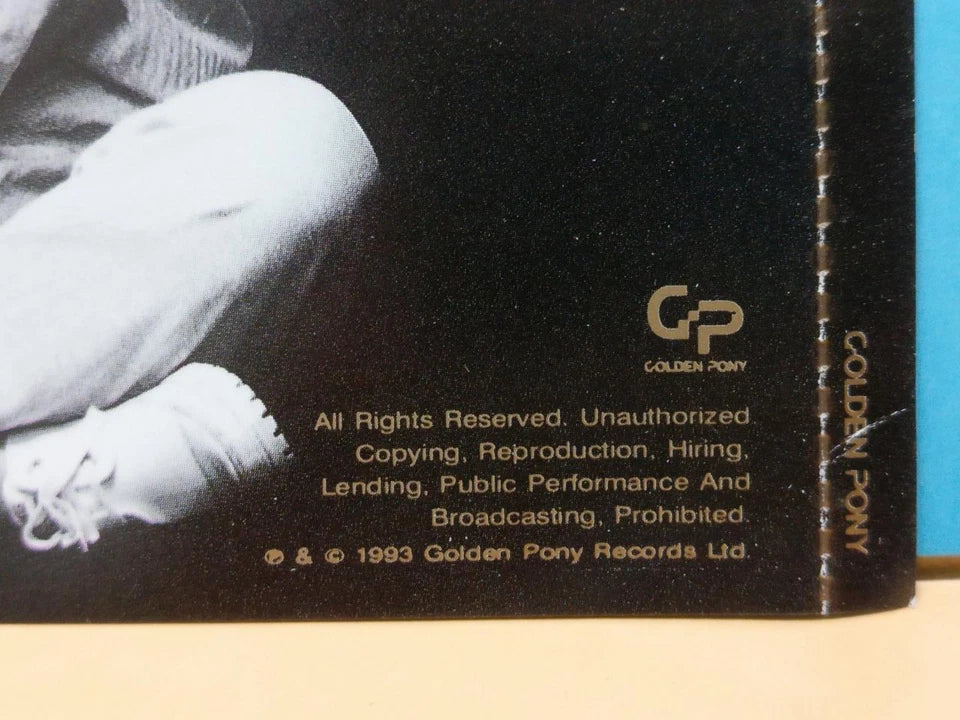 GP
GOLDEN PONY
All Rights Reserved. Unauthorized
Copying, Reproduction, Hiring,
Lending, Public Performance And
Broadcasting, Prohibited.
℗ & © 1993 Golden Pony Records Ltd.
GOLDEN PONY